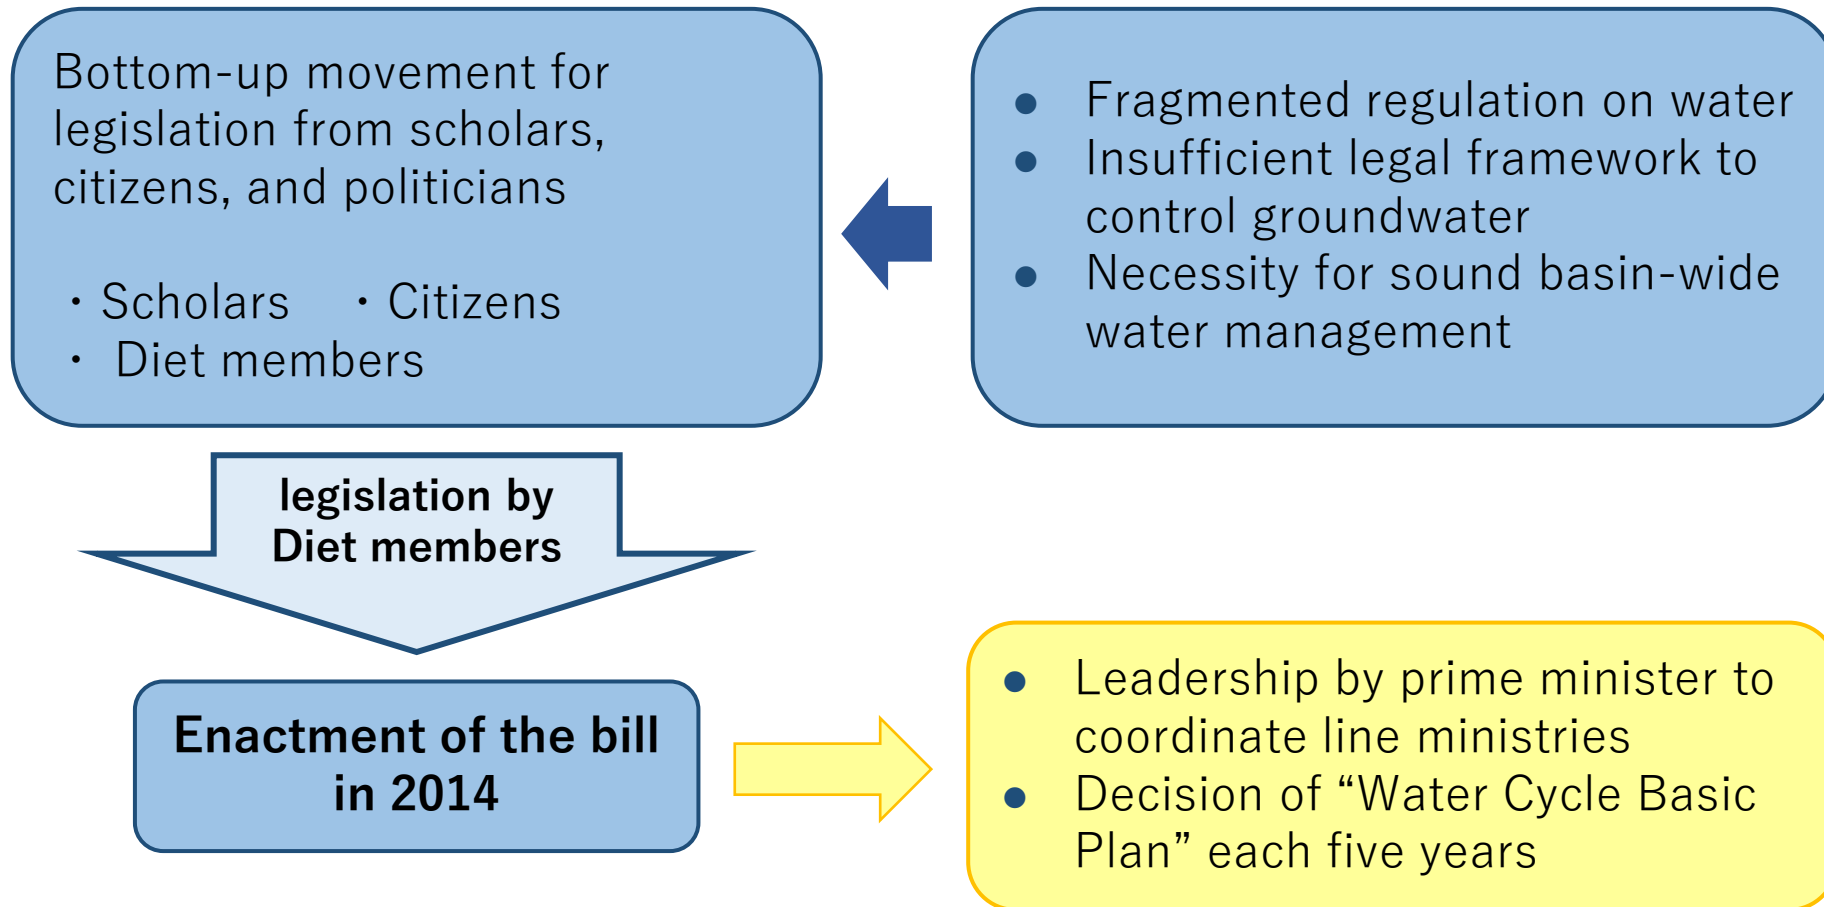 Bottom-up movement for
legislation from scholars,
citizens, and politicians
・Scholars ・Citizens
・ Diet members
● Fragmented regulation on water
● Insufficient legal framework to
control groundwater
● Necessity for sound basin-wide
water management
legislation by
Diet members
Enactment of the bill
in 2014
● Leadership by prime minister to
coordinate line ministries
● Decision of “Water Cycle Basic
Plan” each five years